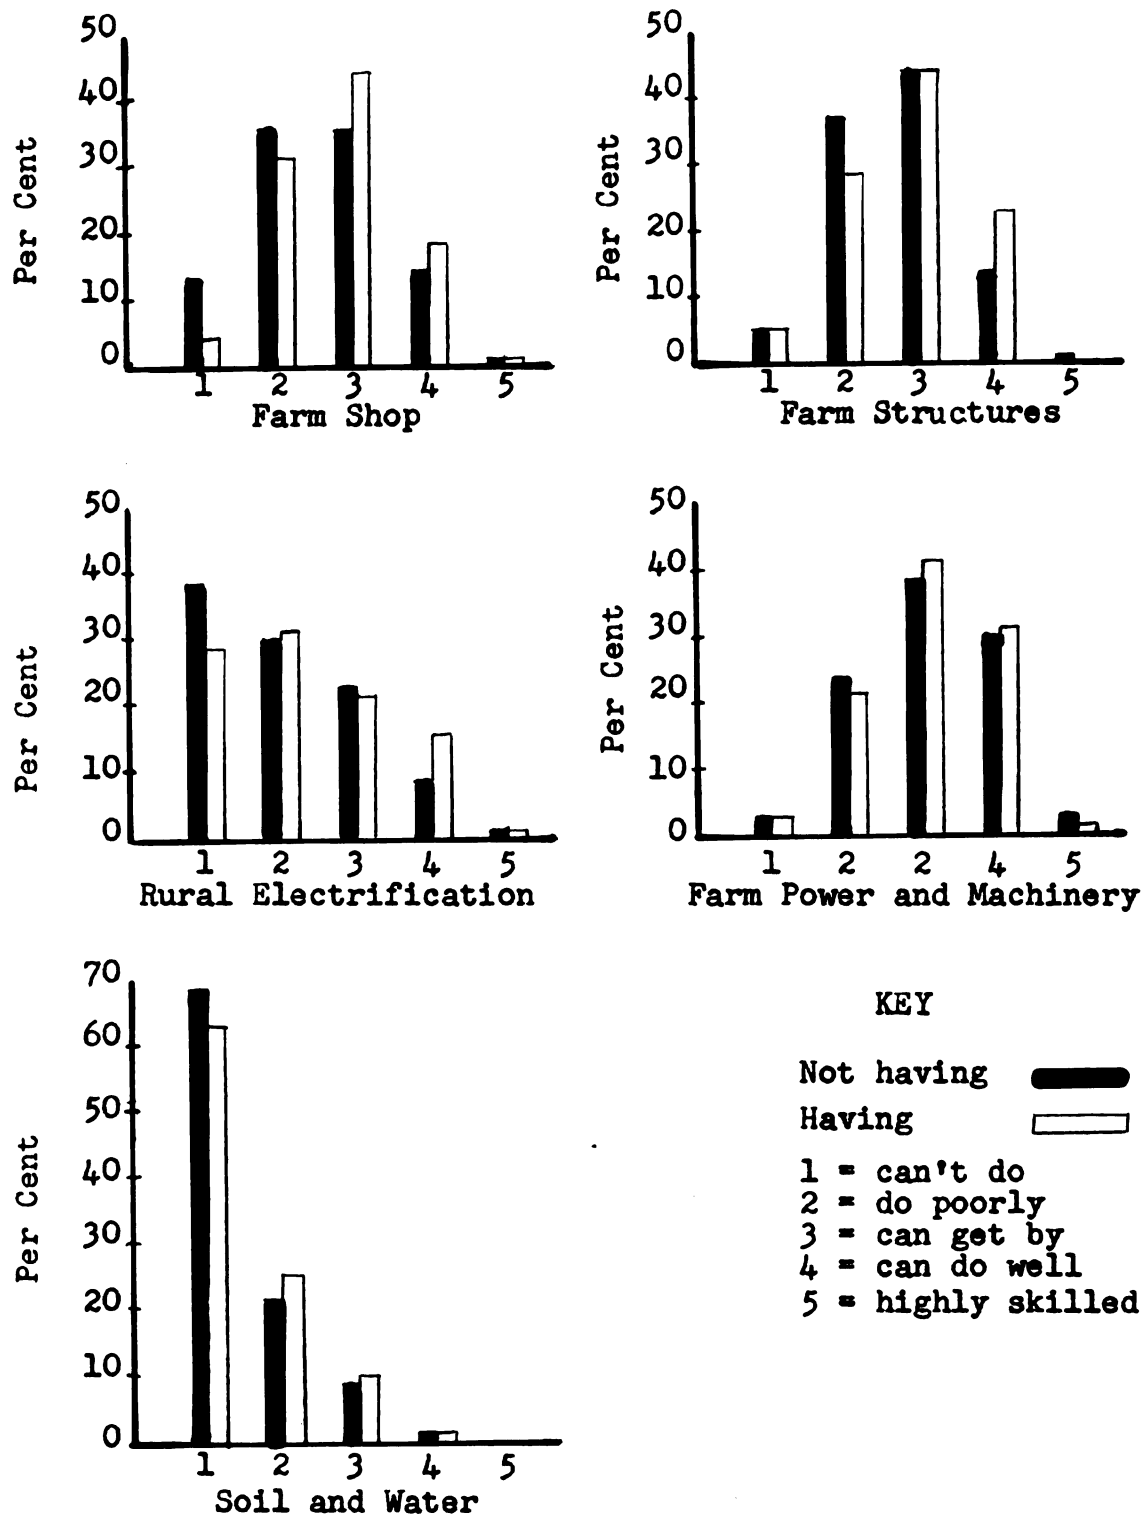 50
40
30
20
10
0
Per Cent
1 2 3 4 5
Farm Shop
50
40
30
20
10
0
Per Cent
1 2 3 4 5
Farm Structures
50
40
30
20
10
0
Per Cent
1 2 3 4 5
Rural Electrification
50
40
30
20
10
0
Per Cent
1 2 2 4 5
Farm Power and Machinery
70
60
50
40
30
20
10
0
Per Cent
1 2 3 4 5
Soil and Water
KEY
Not having
Having
1 = can't do
2 = do poorly
3 = can get by
4 = can do well
5 = highly skilled